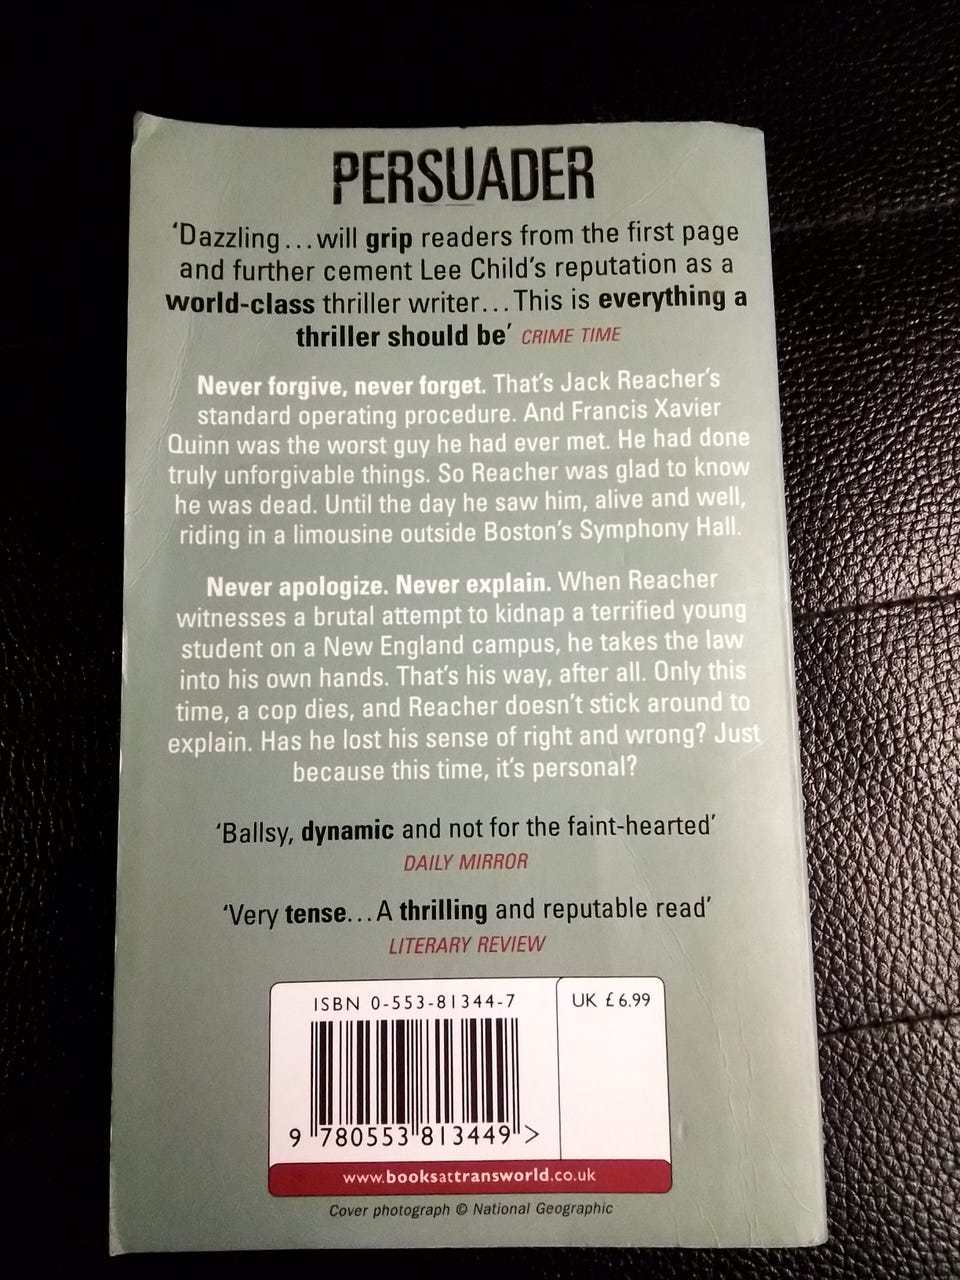 PERSUADER
‘Dazzling...will grip readers from the first page
and further cement Lee Child’s reputation as a
world-class thriller writer...This is everything a
thriller should be’ CRIME TIME
Never forgive, never forget. That’s Jack Reacher’s
standard operating procedure. And Francis Xavier
Quinn was the worst guy he had ever met. He had done
truly unforgivable things. So Reacher was glad to know
he was dead. Until the day he saw him, alive and well,
riding in a limousine outside Boston’s Symphony Hall.
Never apologize. Never explain. When Reacher
witnesses a brutal attempt to kidnap a terrified young
student on a New England campus, he takes the law
into his own hands. That’s his way, after all. Only this
time, a cop dies, and Reacher doesn’t stick around to
explain. Has he lost his sense of right and wrong? Just
because this time, it’s personal?
‘Ballsy, dynamic and not for the faint-hearted’
DAILY MIRROR
‘Very tense...A thrilling and reputable read’
LITERARY REVIEW
ISBN 0-553-81344-7
UK £6.99
9 780553 813449 >
www.booksattransworld.co.uk
Cover photograph © National Geographic